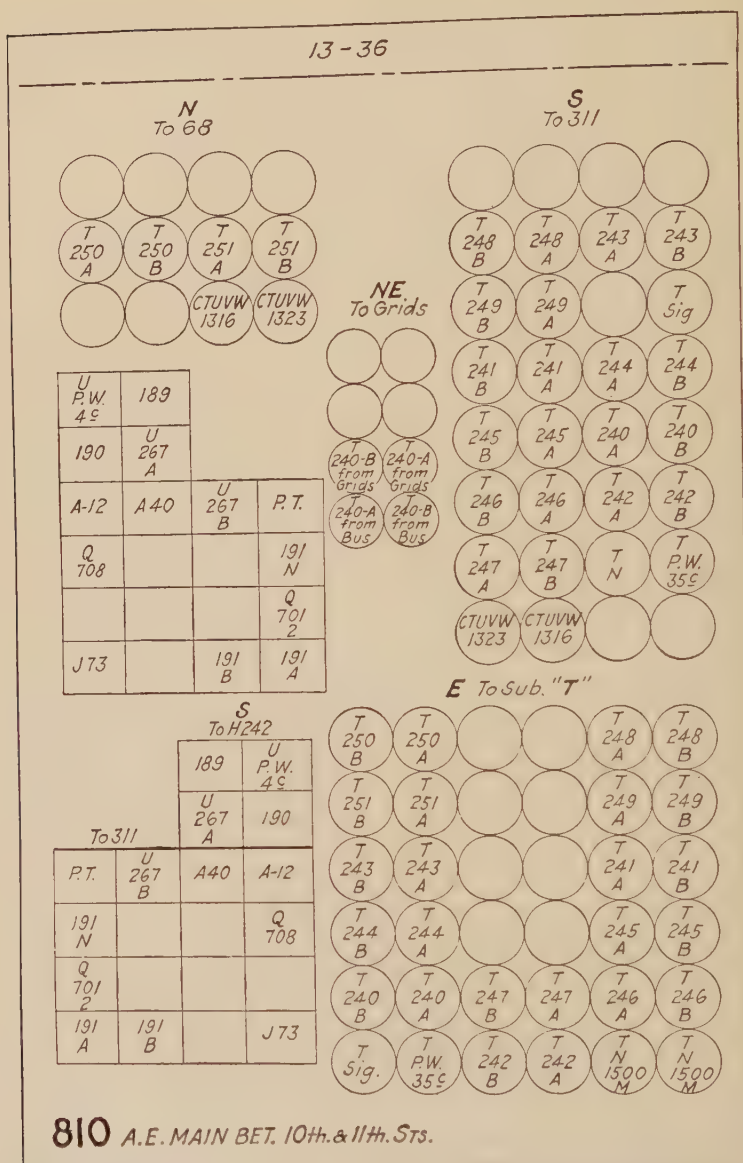 13-36
N
To 68
T 250 A
T 250 B
T 251 A
T 251 B
CTUVW 1316
CTUVW 1323
S
To 311
T 248 B
T 248 A
T 243 A
T 243 B
T 249 B
T 249 A
T Sig
T 241 B
T 241 A
T 244 A
T 244 B
T 245 B
T 245 A
T 240 A
T 240 B
T 246 B
T 246 A
T 242 A
T 242 B
T 247 A
T 247 B
T N
T P.W. 35c
CTUVW 1323
CTUVW 1316
NE
To Grids
T 240-B from Grids
T 240-A from Grids
T 240-A from Bus
T 240-B from Bus
U P.W. 4c
189
190
U 267 A
A-12
A40
U 267 B
P.T.
Q 708
191 N
Q 701 2
J73
191 B
191 A
S
To H242
189
U P.W. 4c
U 267 A
190
To 311
P.T.
U 267 B
A40
A-12
191 N
Q 708
Q 701 2
191 A
191 B
J73
E To Sub. "T"
T 250 B
T 250 A
T 248 A
T 248 B
T 251 B
T 251 A
T 249 A
T 249 B
T 243 B
T 243 A
T 241 A
T 241 B
T 244 B
T 244 A
T 245 A
T 245 B
T 240 B
T 240 A
T 247 B
T 247 A
T 246 A
T 246 B
T Sig.
T P.W. 35c
T 242 B
T 242 A
T N 1500 M
T N 1500 M
810 A.E. MAIN BET. 10th. & 11th. STS.